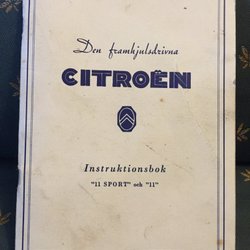 Den framhjulsdrivna
CITROËN
Instruktionsbok
"11 SPORT" och "11"